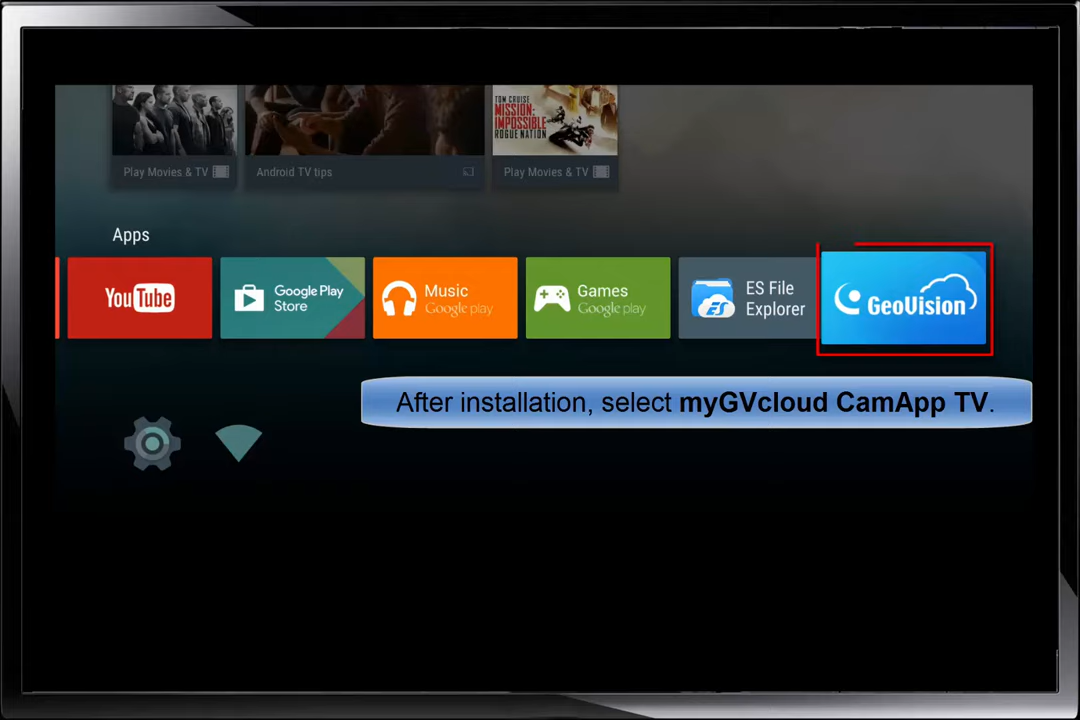 TOM CRUISE
MISSION:
IMPOSSIBLE
ROGUE NATION
Play Movies & TV
Android TV tips
Play Movies & TV
Apps
YouTube
Google Play
Store
Music
Google play
Games
Google play
ES
ES File
Explorer
GeoVision
After installation, select myGVcloud CamApp TV.